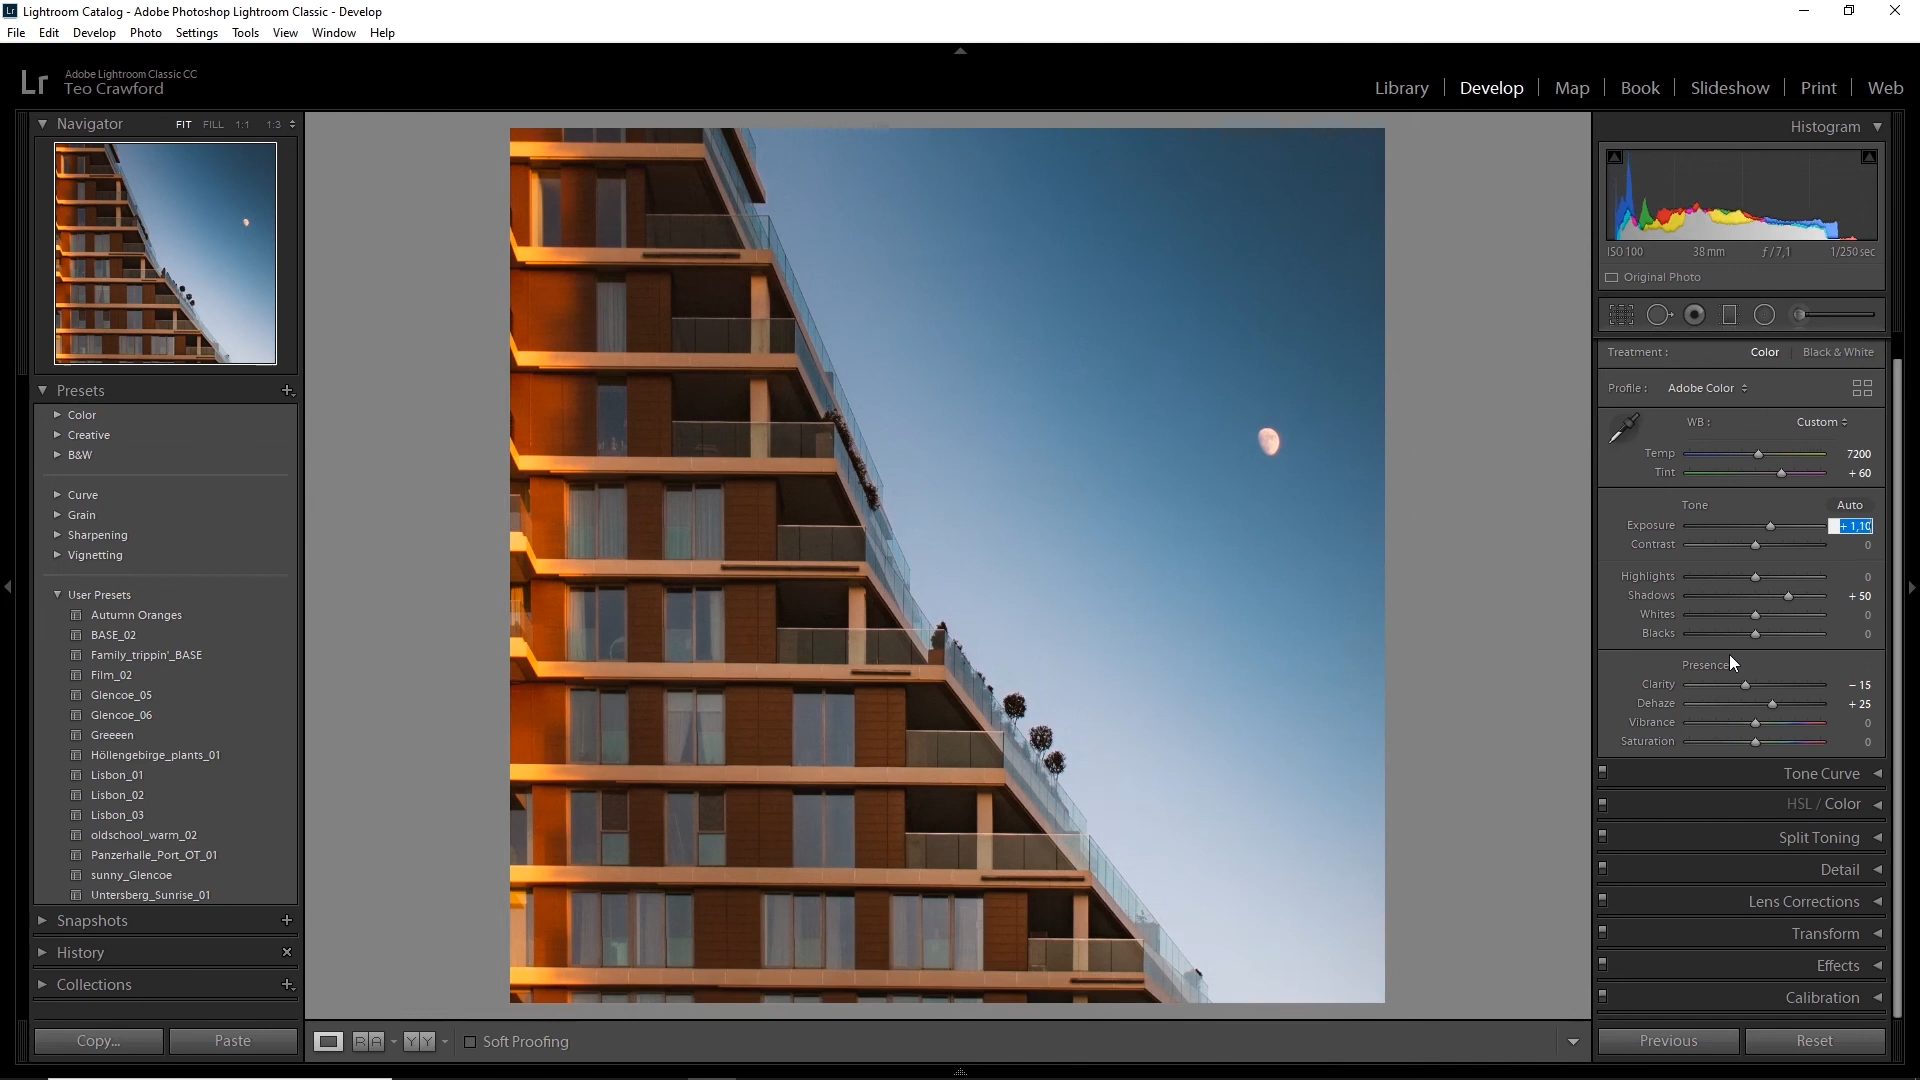 Lightroom Catalog - Adobe Photoshop Lightroom Classic - Develop
File Edit Develop Photo Settings Tools View Window Help
Lr Adobe Lightroom Classic CC
Teo Crawford
Library Develop Map Book Slideshow Print Web
Navigator FIT FILL 1:1 1:3
Presets
Color
Creative
B&W
Curve
Grain
Sharpening
Vignetting
User Presets
Autumn Oranges
BASE_02
Family_trippin'_BASE
Film_02
Glencoe_05
Glencoe_06
Greeeen
Höllengebirge_plants_01
Lisbon_01
Lisbon_02
Lisbon_03
oldschool_warm_02
Panzerhalle_Port_OT_01
sunny_Glencoe
Untersberg_Sunrise_01
Snapshots
History
Collections
Copy... Paste
R A Y Y Soft Proofing
Histogram
ISO 100 38 mm ƒ / 7,1 1/250 sec
Original Photo
Treatment : Color Black & White
Profile : Adobe Color
WB : Custom
Temp 7200
Tint + 60
Tone Auto
Exposure + 1,10
Contrast 0
Highlights 0
Shadows + 50
Whites 0
Blacks 0
Presence
Clarity – 15
Dehaze + 25
Vibrance 0
Saturation 0
Tone Curve
HSL / Color
Split Toning
Detail
Lens Corrections
Transform
Effects
Calibration
Previous Reset